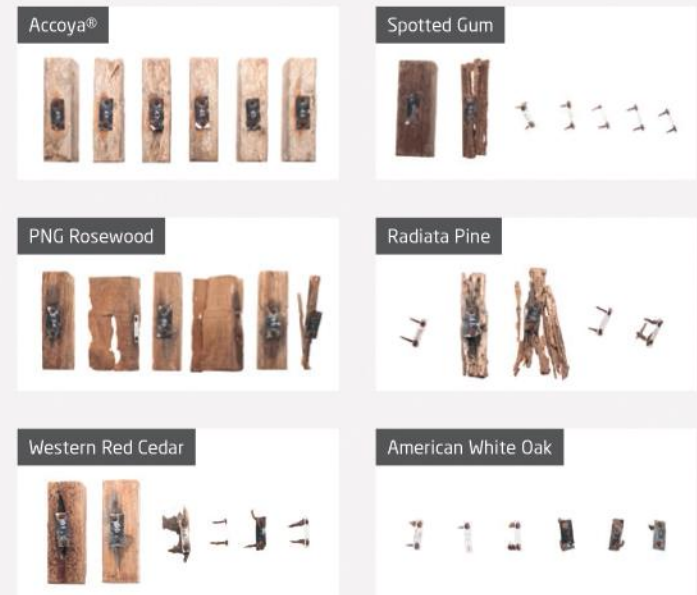 Accoya®
Spotted Gum
PNG Rosewood
Radiata Pine
Western Red Cedar
American White Oak